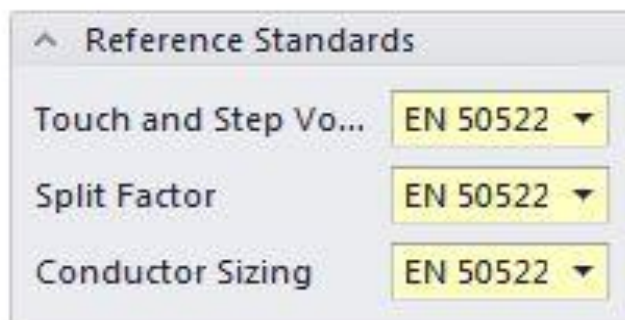 Reference Standards
Touch and Step Vo... EN 50522
Split Factor EN 50522
Conductor Sizing EN 50522